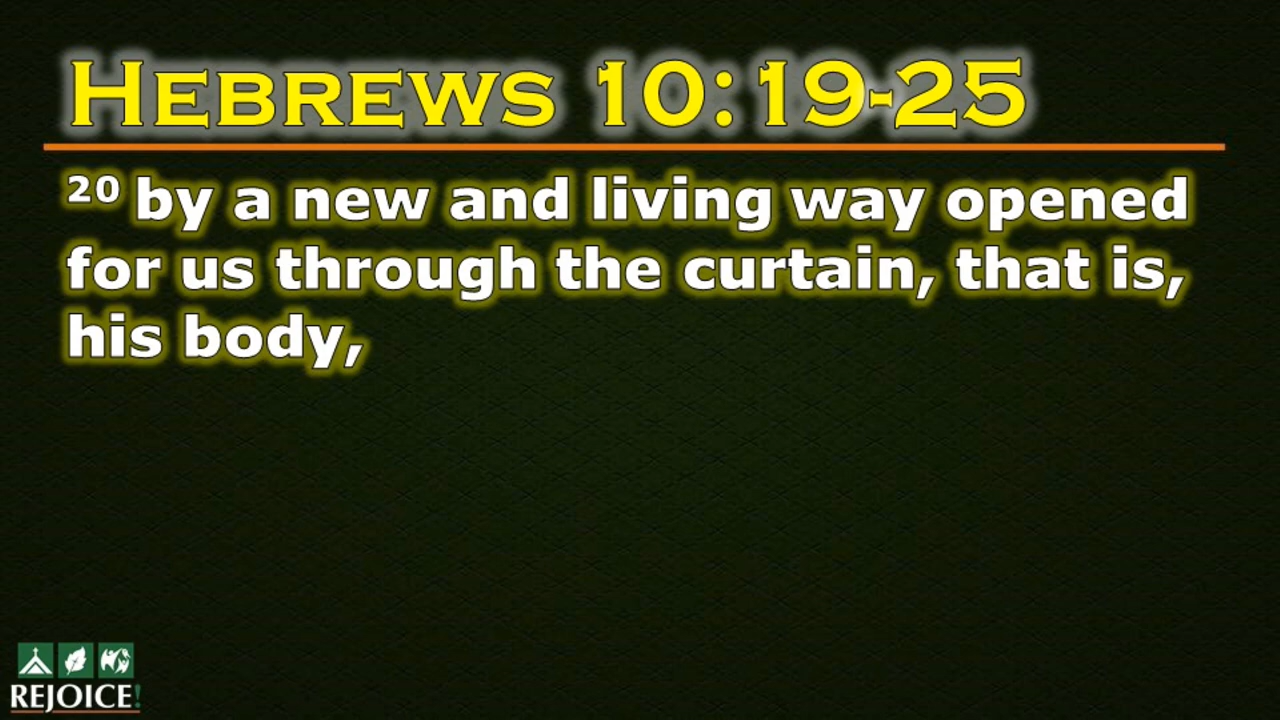 HEBREWS 10:19-25
20 by a new and living way opened
for us through the curtain, that is,
his body,
REJOICE!